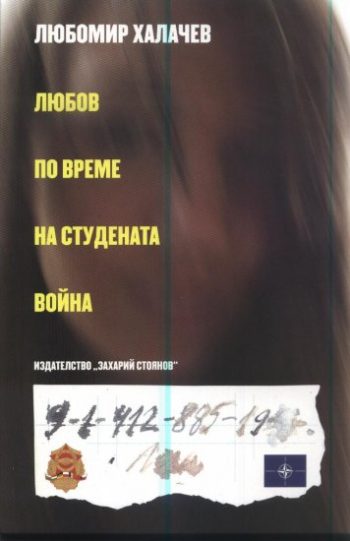 ЛЮБОМИР ХАЛАЧЕВ
ЛЮБОВ
ПО ВРЕМЕ
НА СТУДЕНАТА
ВОЙНА
ИЗДАТЕЛСТВО „ЗАХАРИЙ СТОЯНОВ“